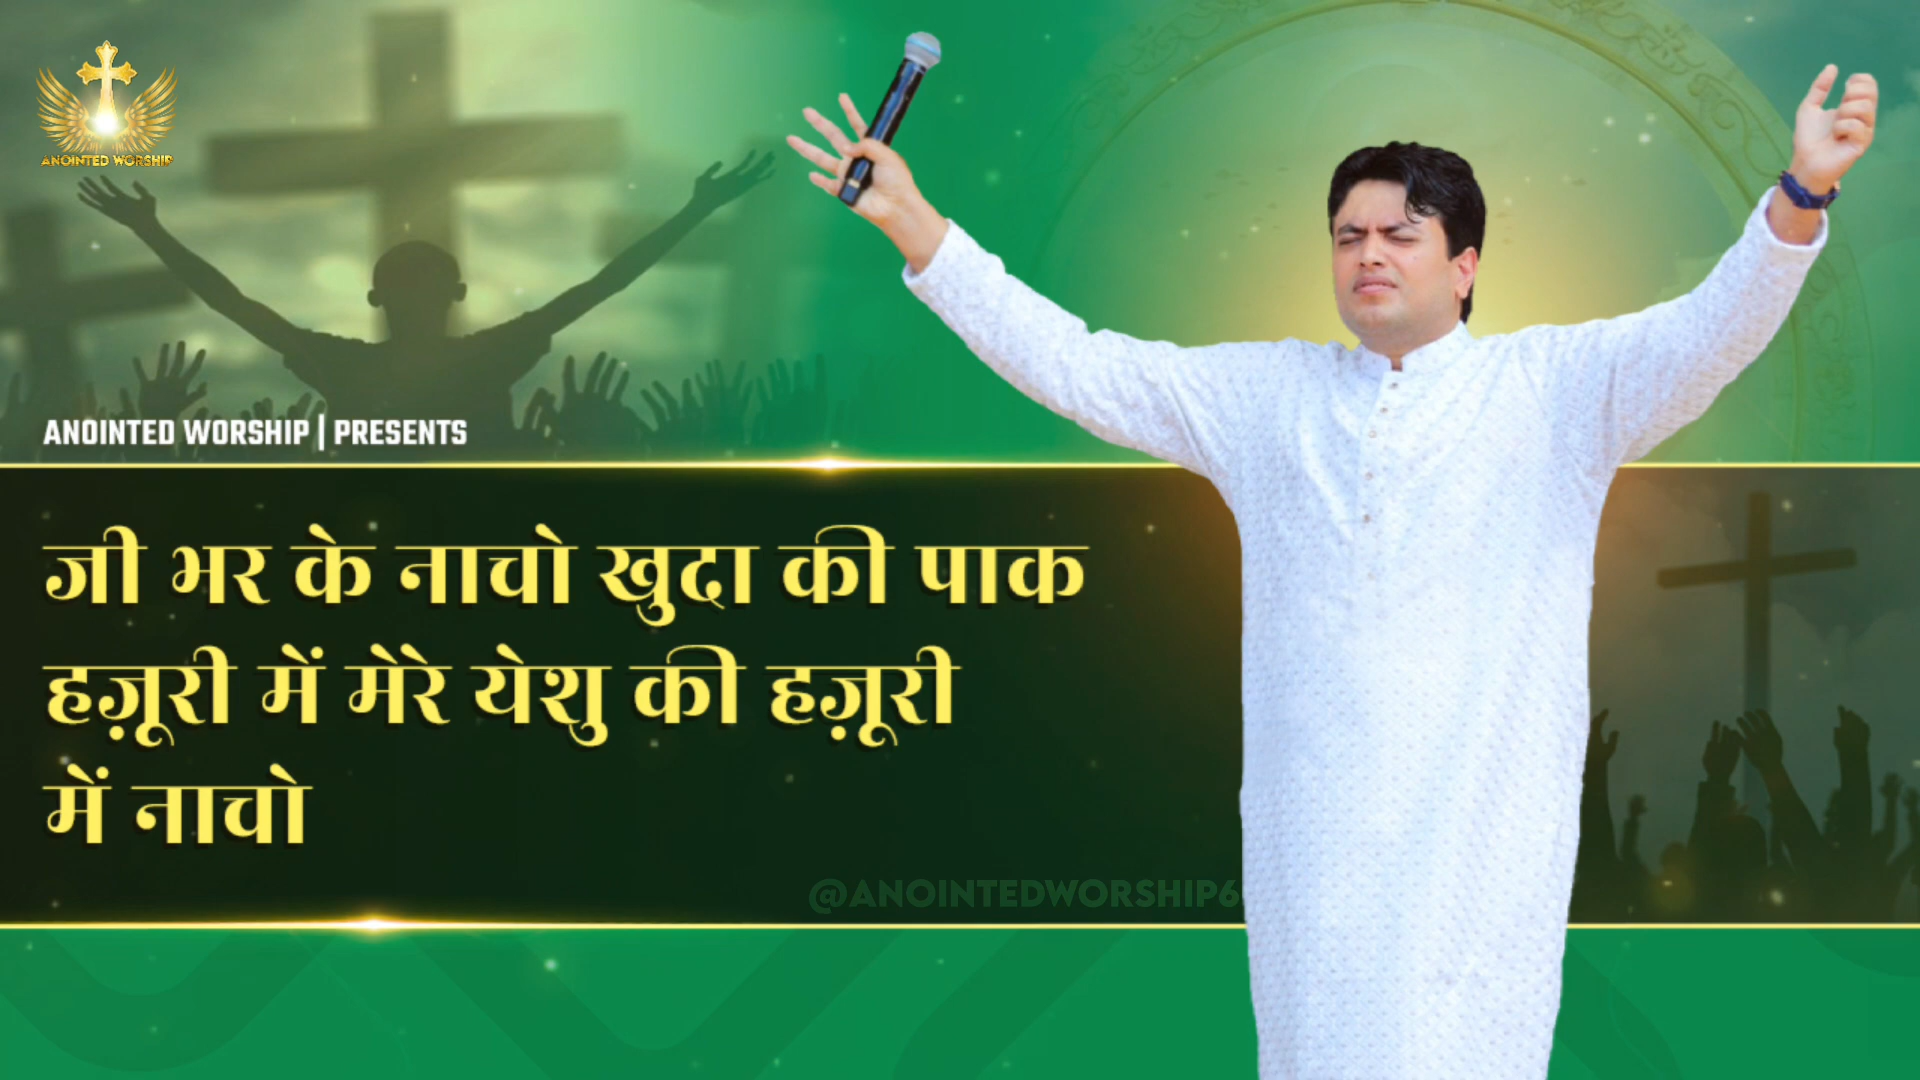 ANOINTED WORSHIP
ANOINTED WORSHIP | PRESENTS
जी भर के नाचो खुदा की पाक
हज़ूरी में मेरे येशु की हज़ूरी
में नाचो
@ANOINTEDWORSHIP6